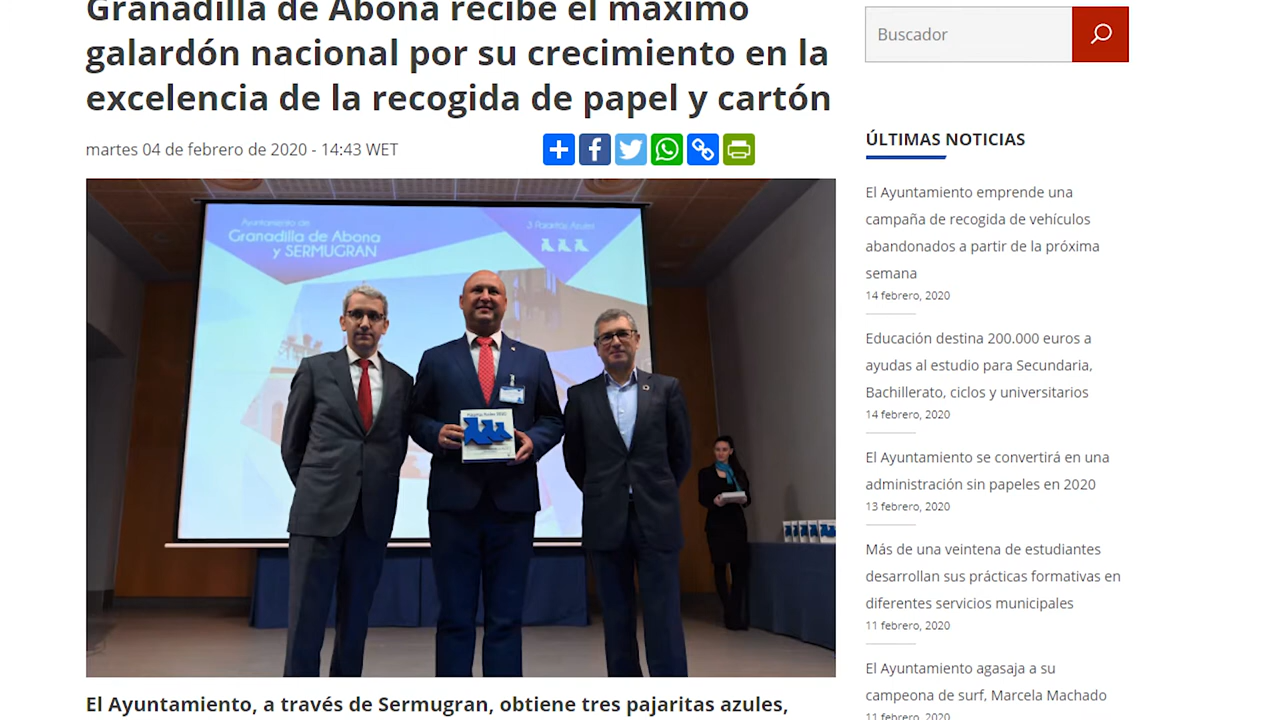 Granadilla de Abona recibe el máximo
galardón nacional por su crecimiento en la
excelencia de la recogida de papel y cartón
martes 04 de febrero de 2020 - 14:43 WET
Ayuntamiento de
Granadilla de Abona
y SERMUGRAN
3 Pajaritas Azules
El Ayuntamiento, a través de Sermugran, obtiene tres pajaritas azules,
Buscador
ÚLTIMAS NOTICIAS
El Ayuntamiento emprende una
campaña de recogida de vehículos
abandonados a partir de la próxima
semana
14 febrero, 2020
Educación destina 200.000 euros a
ayudas al estudio para Secundaria,
Bachillerato, ciclos y universitarios
14 febrero, 2020
El Ayuntamiento se convertirá en una
administración sin papeles en 2020
13 febrero, 2020
Más de una veintena de estudiantes
desarrollan sus prácticas formativas en
diferentes servicios municipales
11 febrero, 2020
El Ayuntamiento agasaja a su
campeona de surf, Marcela Machado
11 febrero, 2020